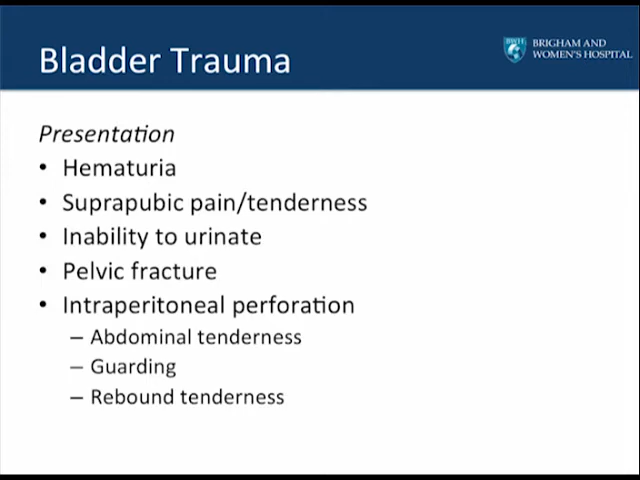 Bladder Trauma
BWH
BRIGHAM AND
WOMEN'S HOSPITAL
Presentation
• Hematuria
• Suprapubic pain/tenderness
• Inability to urinate
• Pelvic fracture
• Intraperitoneal perforation
– Abdominal tenderness
– Guarding
– Rebound tenderness